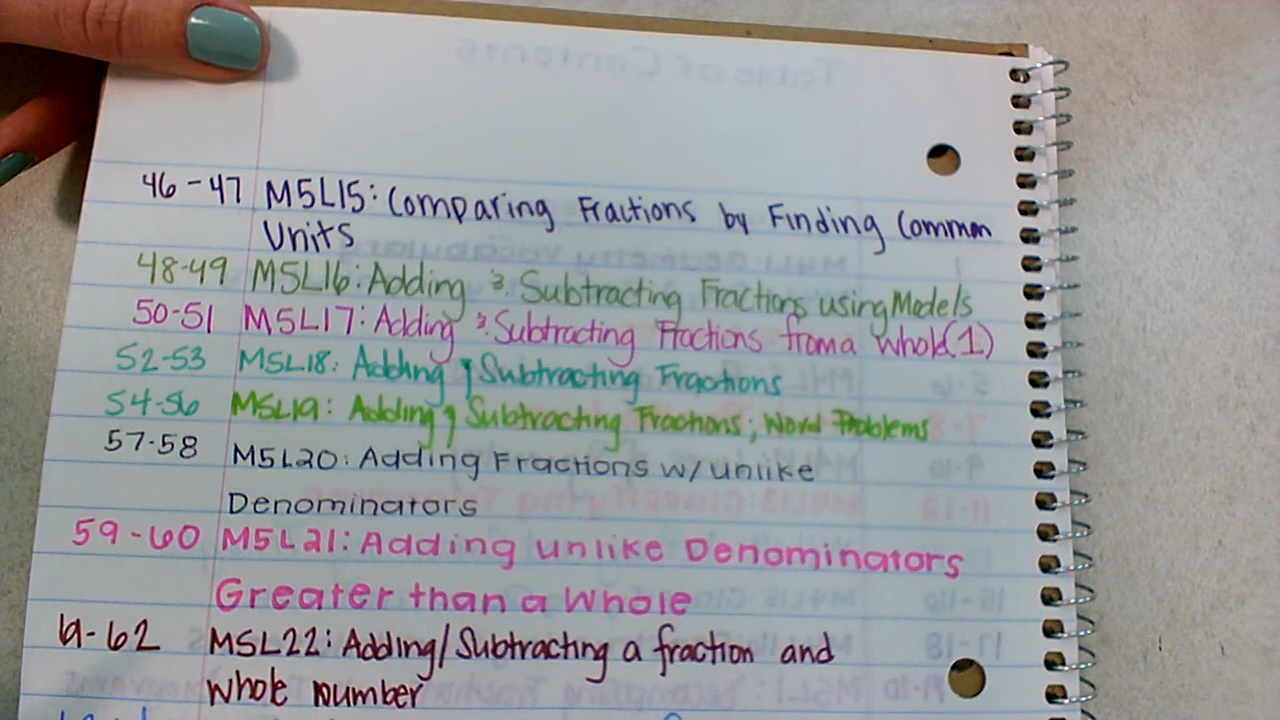 46-47 M5L15: Comparing Fractions by Finding Common
Units
48-49 M5L16: Adding & Subtracting Fractions using Models
50-51 M5L17: Adding & Subtracting Fractions from a whole (1)
52-53 M5L18: Adding & Subtracting Fractions
54-56 M5L19: Adding & Subtracting Fractions; Word Problems
57-58 M5L20: Adding Fractions w/ unlike
Denominators
59-60 M5L21: Adding unlike Denominators
Greater than a Whole
61-62 M5L22: Adding/Subtracting a fraction and
whole number